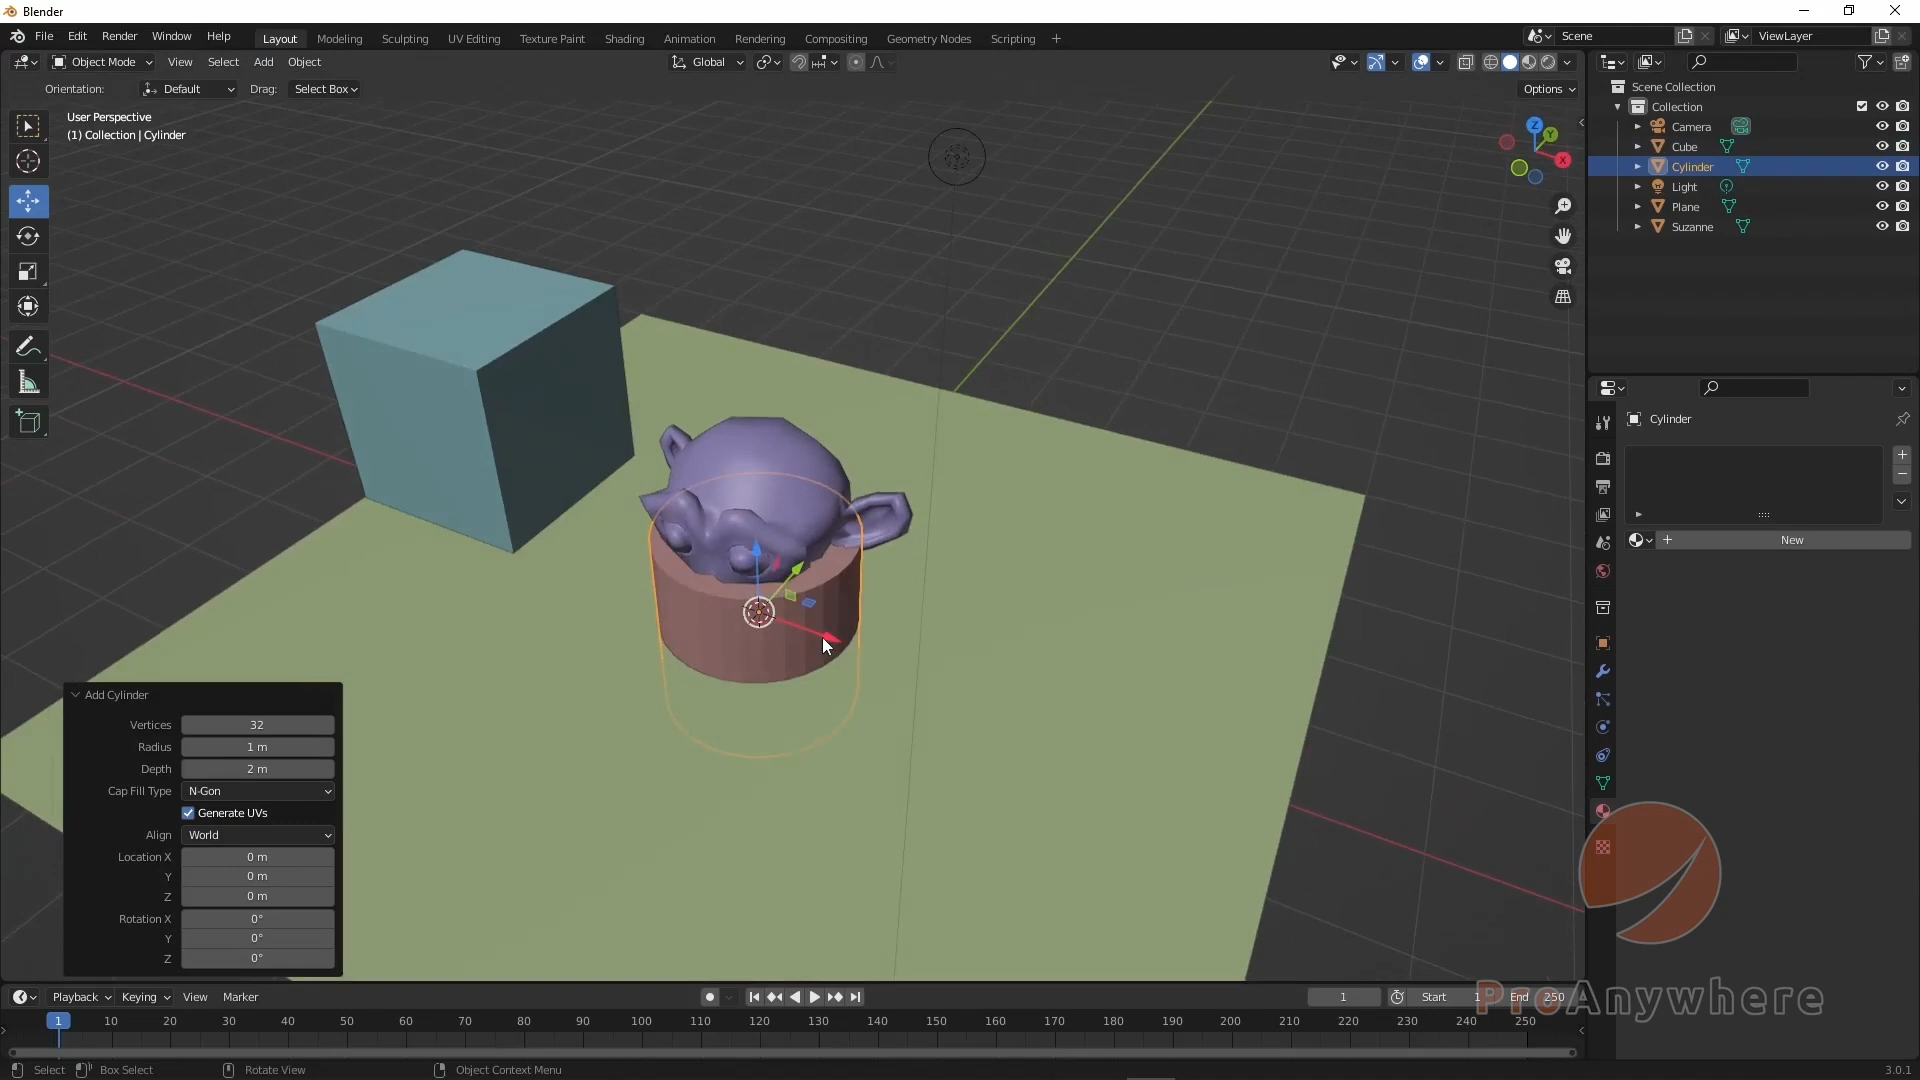 Blender
File Edit Render Window Help
Layout Modeling Sculpting UV Editing Texture Paint Shading Animation Rendering Compositing Geometry Nodes Scripting +
Scene
ViewLayer
Object Mode View Select Add Object
Global
Orientation: Default Drag: Select Box
Options
User Perspective
(1) Collection | Cylinder
Z
Y
X
Scene Collection
Collection
Camera
Cube
Cylinder
Light
Plane
Suzanne
Cylinder
+ New
Add Cylinder
Vertices 32
Radius 1 m
Depth 2 m
Cap Fill Type N-Gon
Generate UVs
Align World
Location X 0 m
Y 0 m
Z 0 m
Rotation X 0°
Y 0°
Z 0°
Playback Keying View Marker
1
Start 1
End 250
ProAnywhere
1 10 20 30 40 50 60 70 80 90 100 110 120 130 140 150 160 170 180 190 200 210 220 230 240 250
Select Box Select Rotate View Object Context Menu
3.0.1